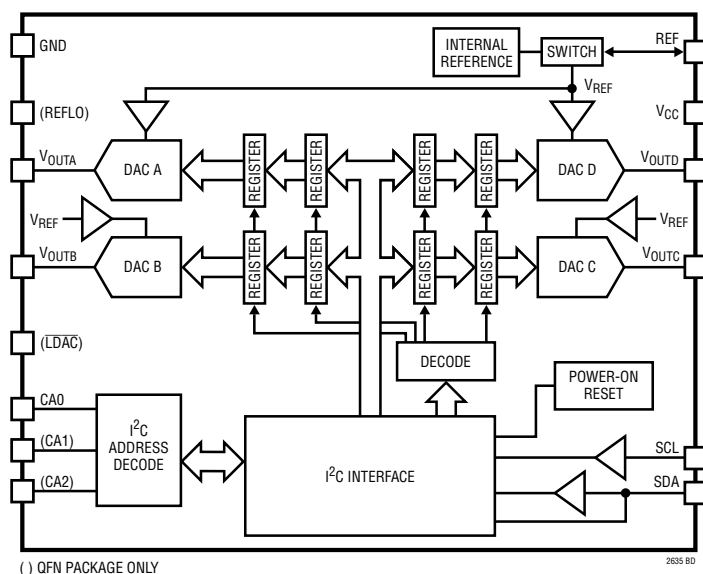 GND
INTERNAL
REFERENCE
SWITCH
REF
(REFLO)
VREF
VCC
VOUTA
DAC A
REGISTER
REGISTER
REGISTER
REGISTER
DAC D
VOUTD
VREF
VREF
VOUTB
DAC B
REGISTER
REGISTER
REGISTER
REGISTER
DAC C
VOUTC
(LDAC)
DECODE
POWER-ON
RESET
CA0
(CA1)
(CA2)
I2C
ADDRESS
DECODE
I2C INTERFACE
SCL
SDA
( ) QFN PACKAGE ONLY
2635 BD